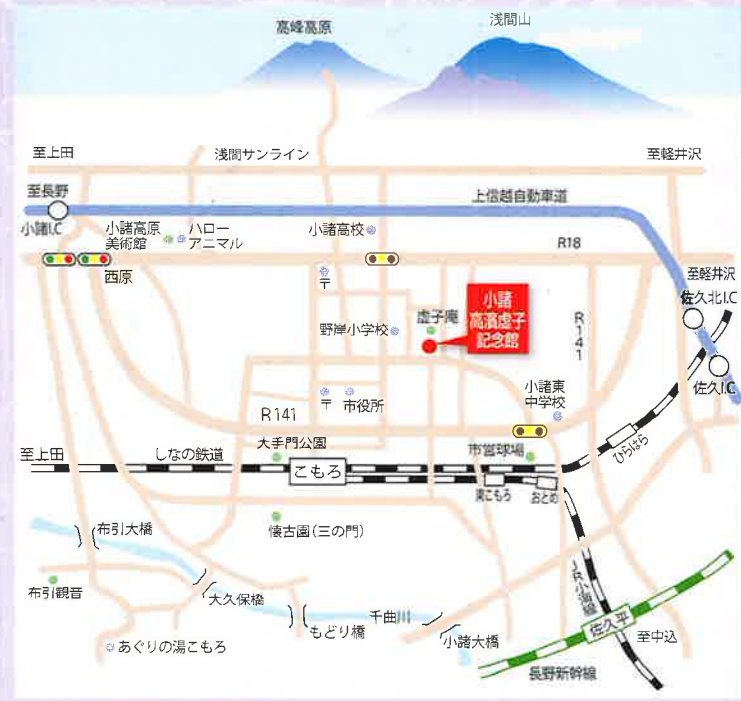 高峰高原
浅間山
至上田
浅間サンライン
至軽井沢
至長野
上信越自動車道
小諸I.C
小諸高原
美術館
ハロー
アニマル
小諸高校
R18
西原
〒
至軽井沢
佐久北I.C
小諸
高濱虚子
記念館
虚子庵
野岸小学校
R141
佐久I.C
小諸東
中学校
〒
市役所
R141
大手門公園
市営球場
ひらはら
至上田
しなの鉄道
こもろ
東こもろ
おとめ
懐古園(三の門)
布引大橋
布引観音
大久保橋
もどり橋
千曲川
小諸大橋
JR小海線
佐久平
至中込
あぐりの湯こもろ
長野新幹線